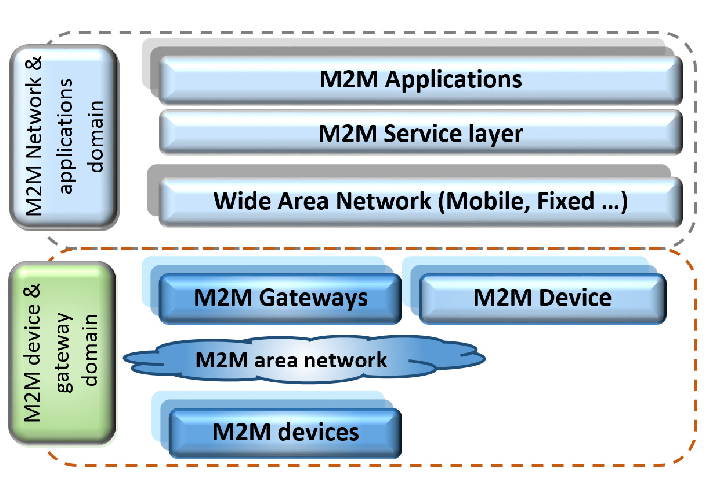 M2M Network &
applications
domain
M2M Applications
M2M Service layer
Wide Area Network (Mobile, Fixed ...)
M2M device &
gateway
domain
M2M Gateways
M2M Device
M2M area network
M2M devices